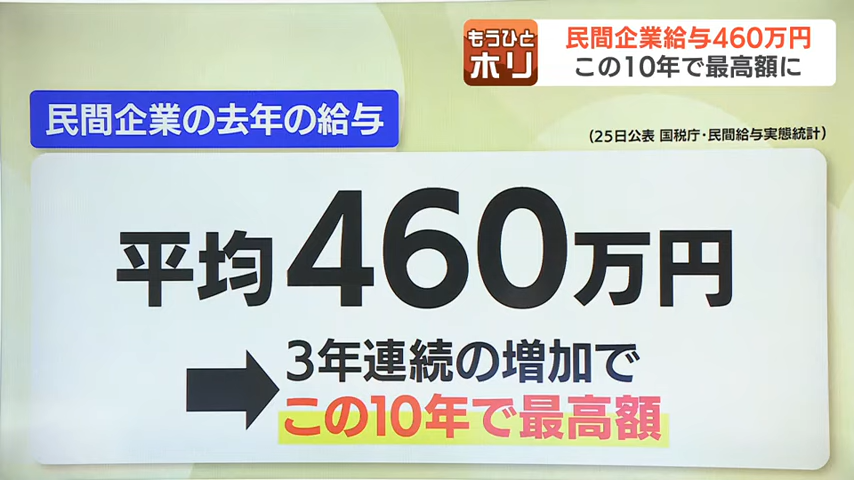 もうひと
ホリ
民間企業給与460万円
この10年で最高額に
民間企業の去年の給与
(25日公表 国税庁・民間給与実態統計)
平均460万円
➡3年連続の増加で
この10年で最高額